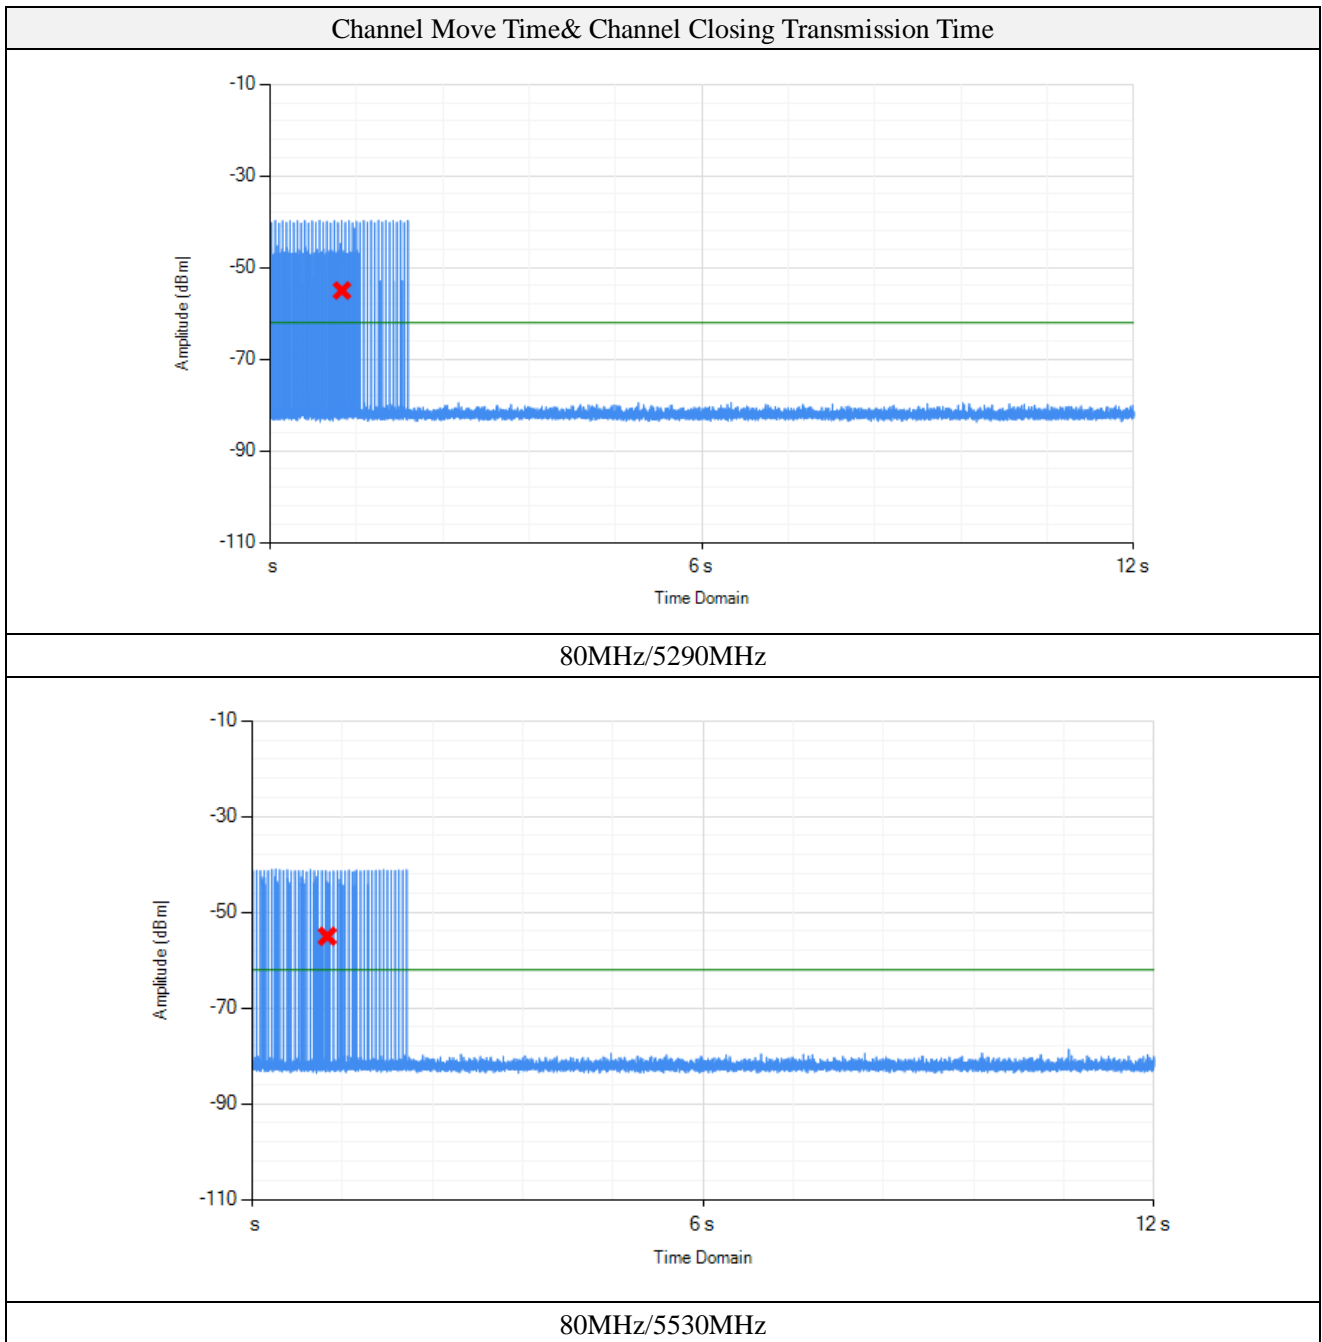 Channel Move Time& Channel Closing Transmission Time
-10
-30
-50
-70
-90
-110
Amplitude (dBm|
s
6 s
12 s
Time Domain
80MHz/5290MHz
-10
-30
-50
-70
-90
-110
Amplitude (dBm|
s
6 s
12 s
Time Domain
80MHz/5530MHz